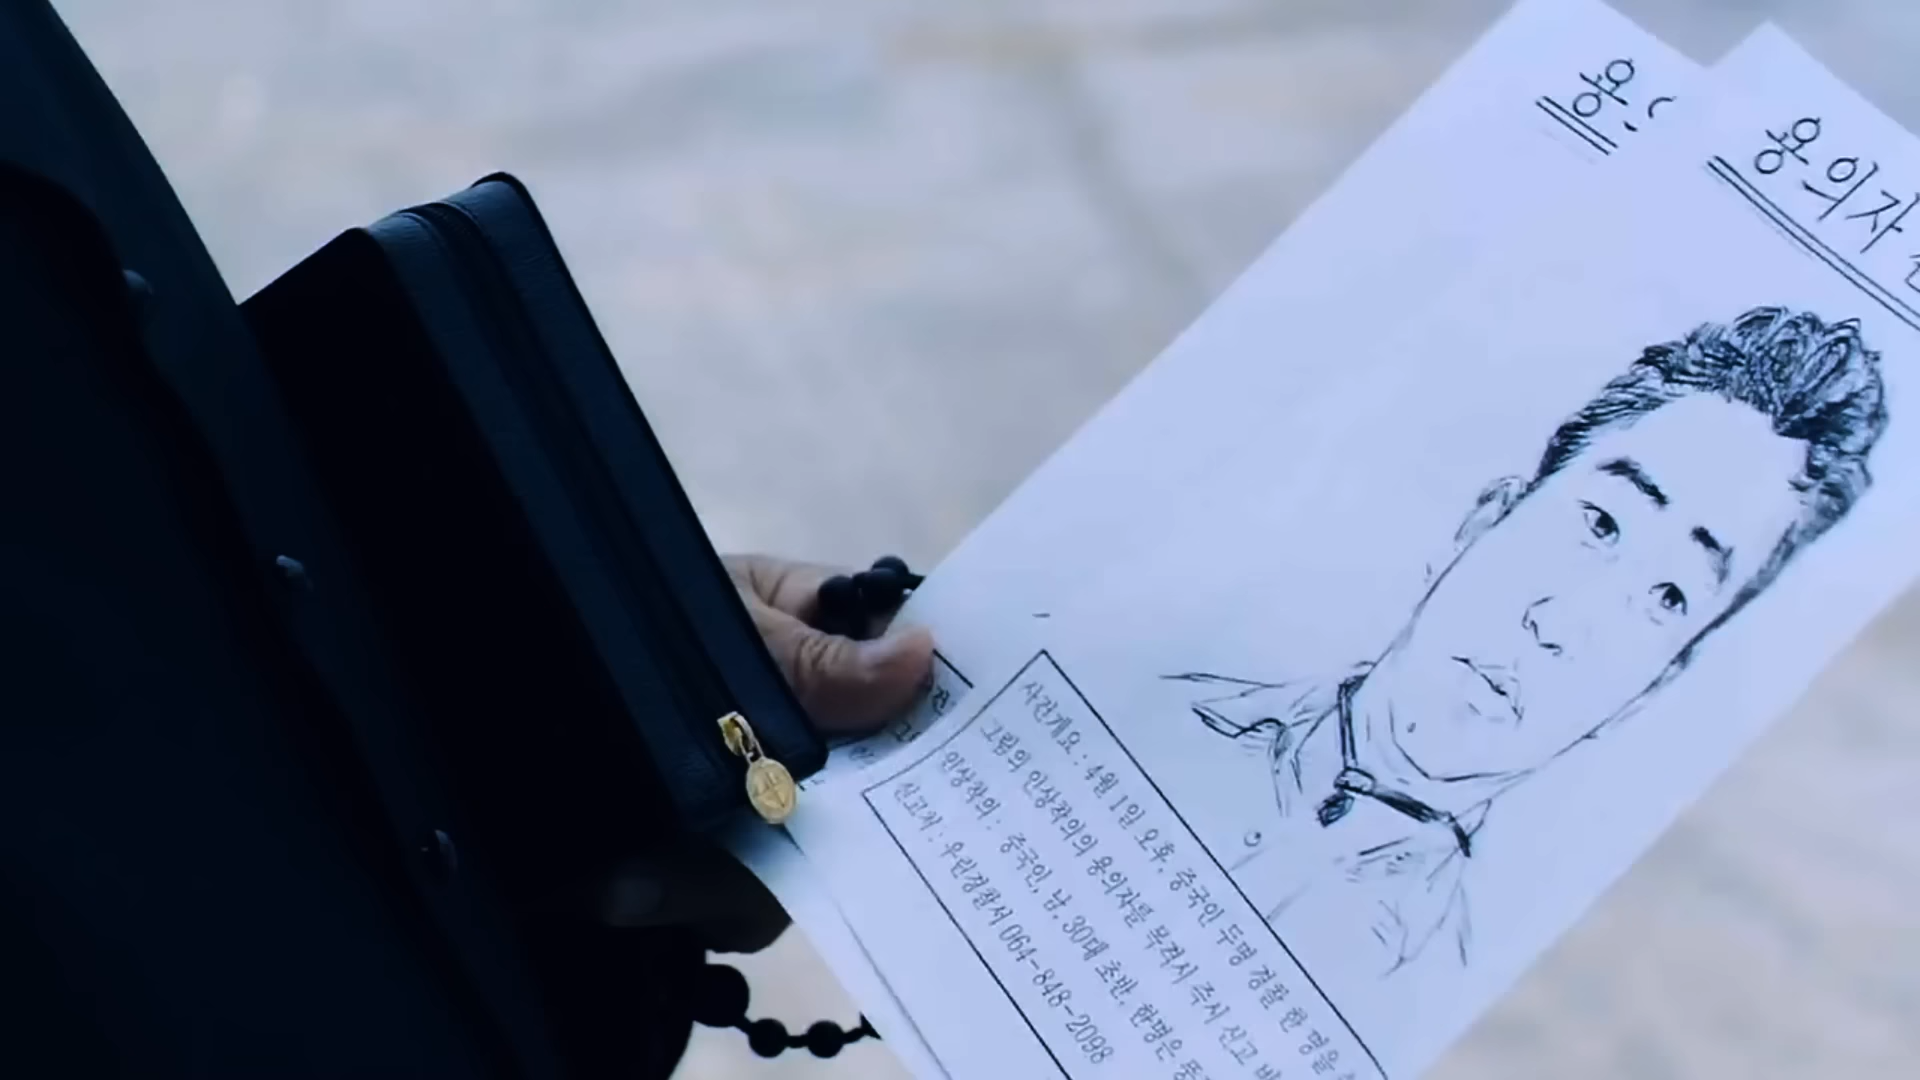 용의자
사건개요 : 4월 1일 오후, 중국인 두명 경찰 한 명을
그림의 인상착의의 용의자를 목격시 즉시 신고
인상착의 : 중국인, 남, 30대 초반, 한명은
신고처 : 우린경찰서 064-848-2098